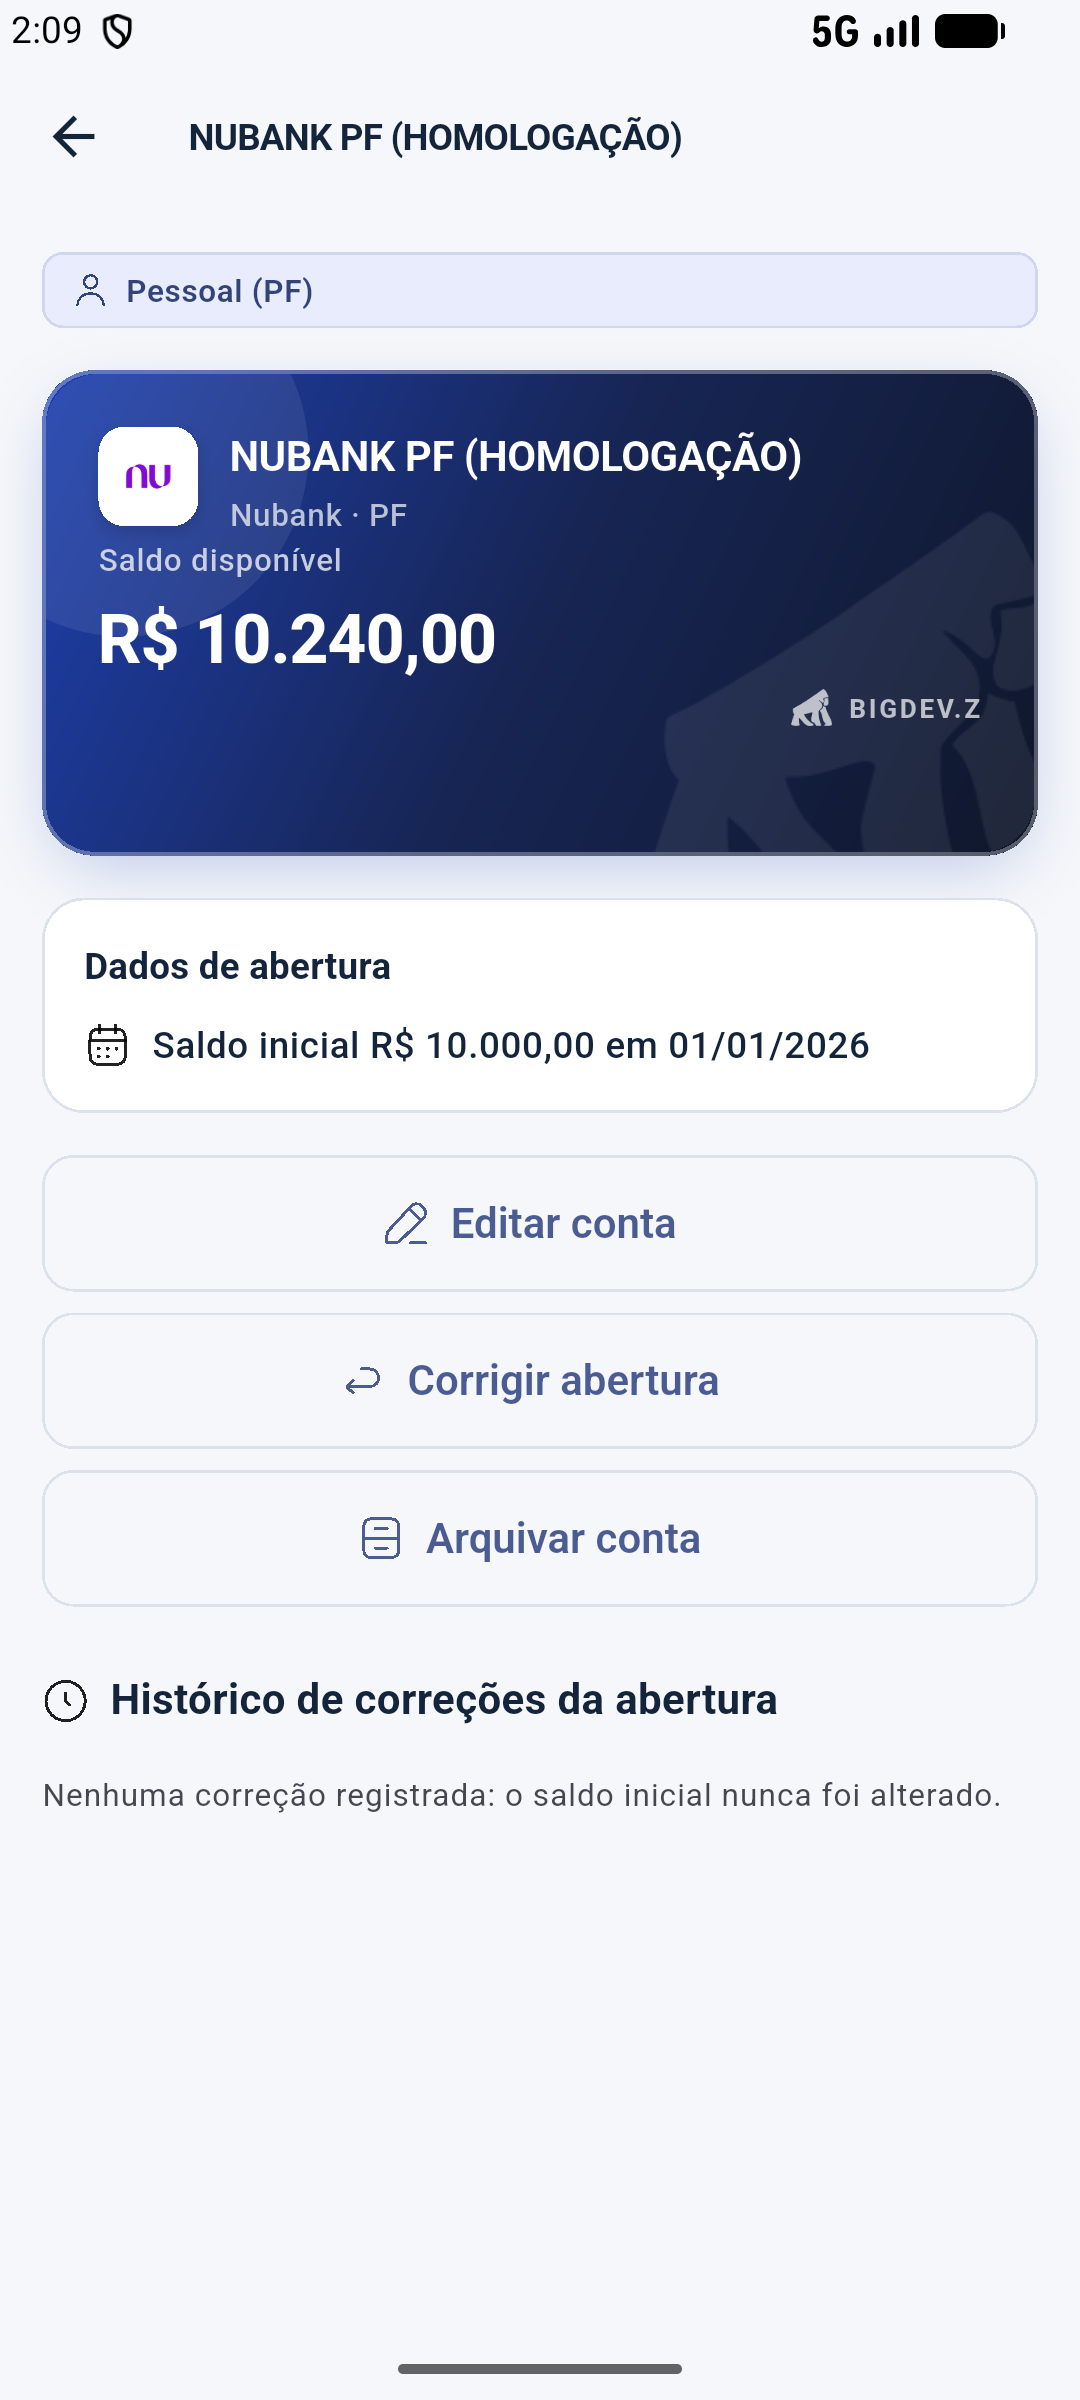 2:09
5G
NUBANK PF (HOMOLOGAÇÃO)
Pessoal (PF)
nu
NUBANK PF (HOMOLOGAÇÃO)
Nubank · PF
Saldo disponível
R$ 10.240,00
BIGDEV.Z
Dados de abertura
Saldo inicial R$ 10.000,00 em 01/01/2026
Editar conta
Corrigir abertura
Arquivar conta
Histórico de correções da abertura
Nenhuma correção registrada: o saldo inicial nunca foi alterado.